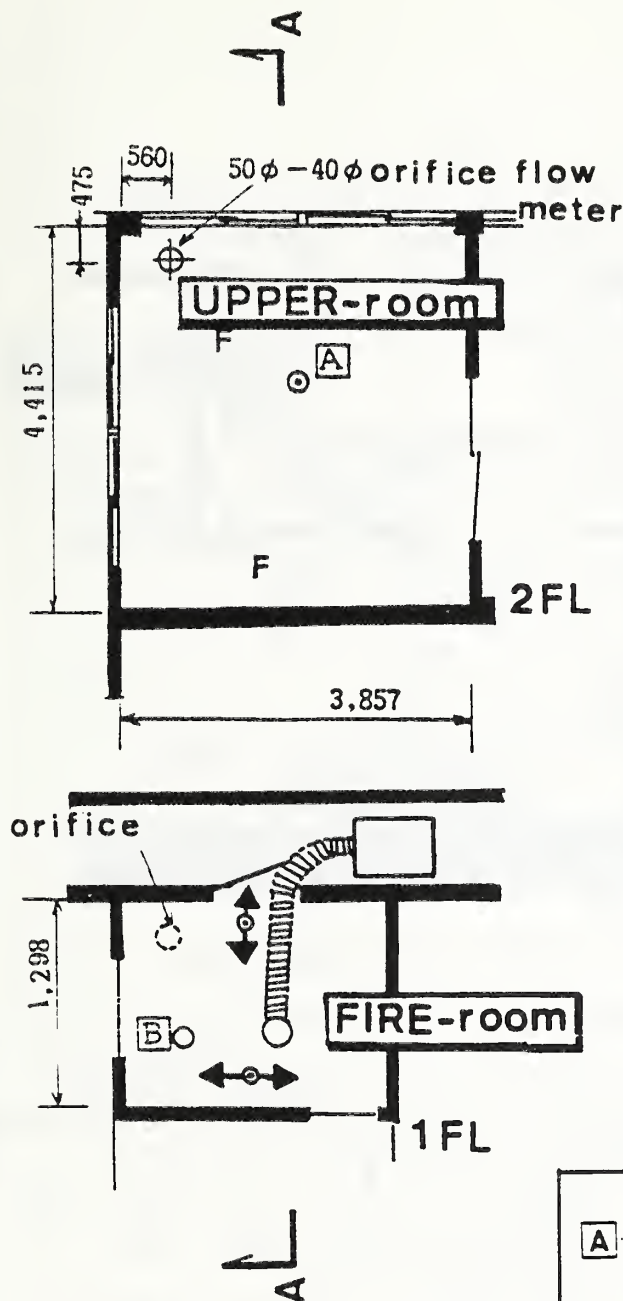 A
560
475
50φ-40φ orifice flow
meter
UPPER-room
F
A
4,415
F
2FL
3,857
orifice
1,298
B
FIRE-room
1FL
A
A